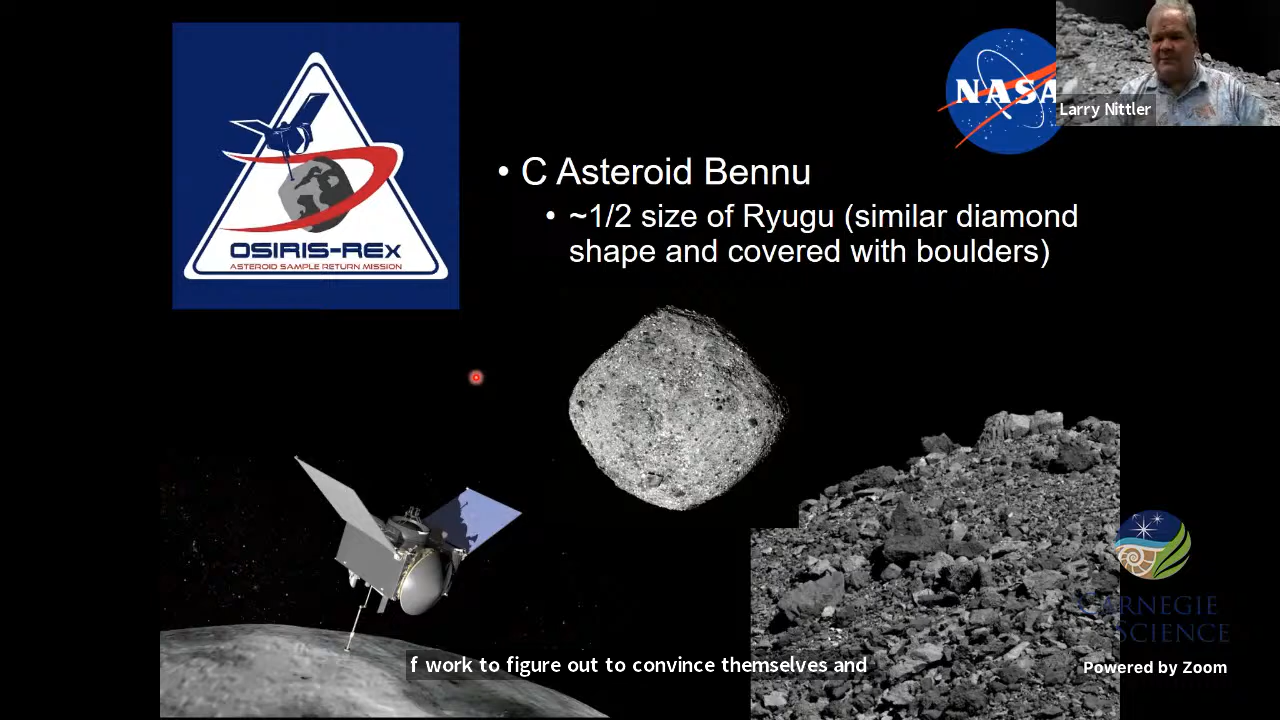 OSIRIS-REx
ASTEROID SAMPLE RETURN MISSION
NASA
Larry Nittler
• C Asteroid Bennu
• ~1/2 size of Ryugu (similar diamond
shape and covered with boulders)
CARNEGIE
SCIENCE
f work to figure out to convince themselves and
Powered by Zoom